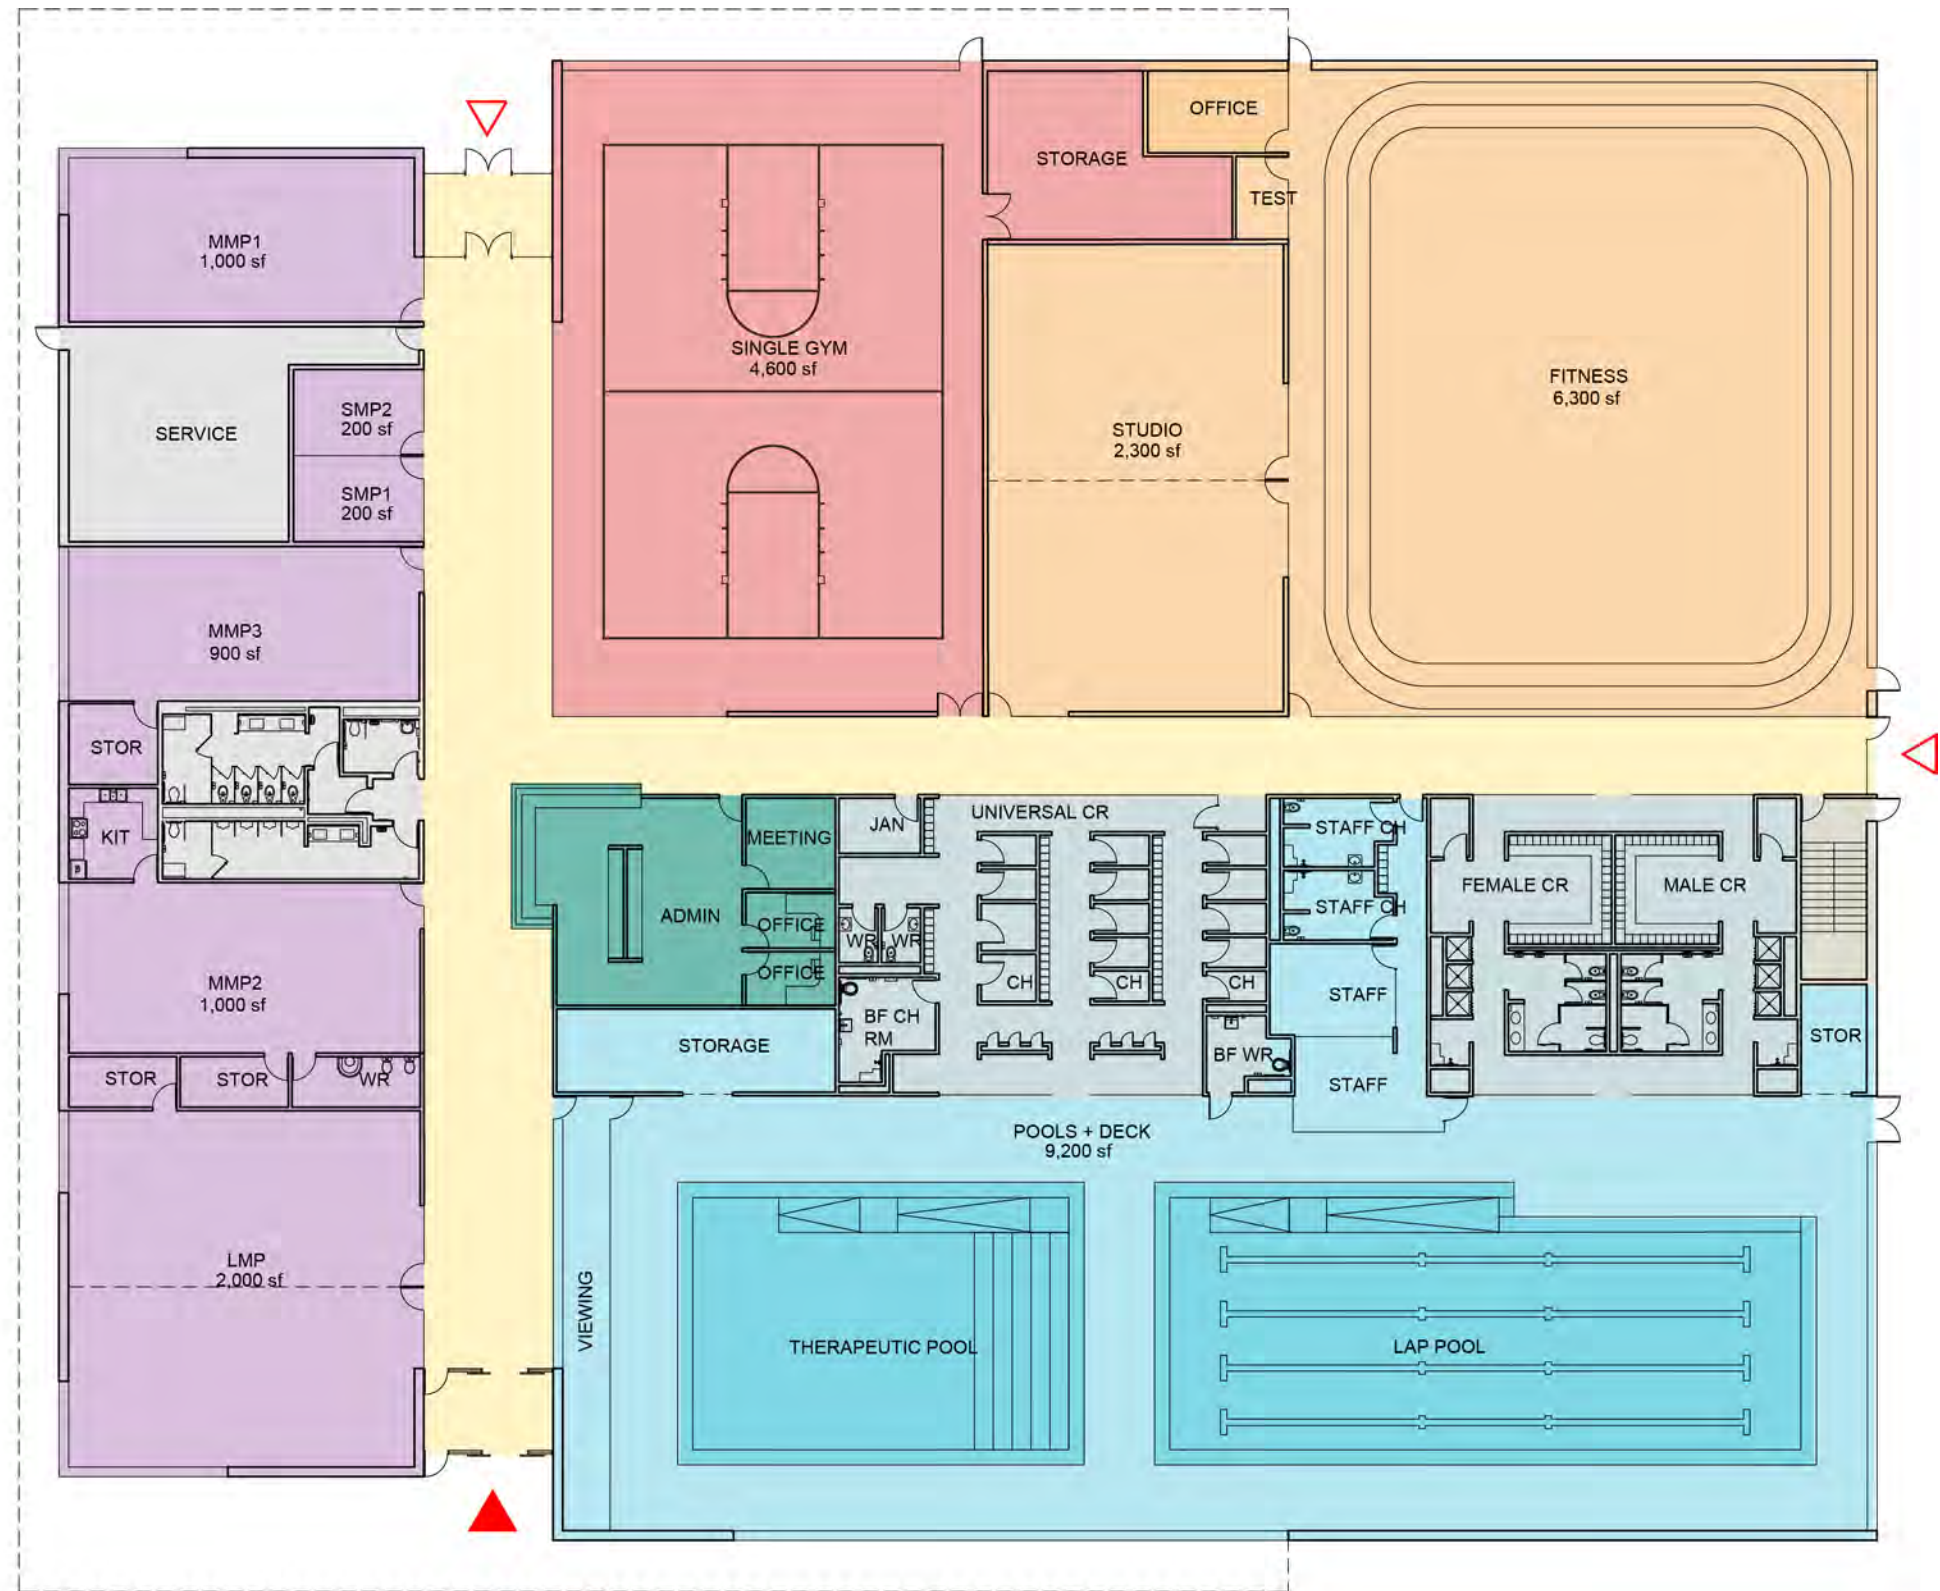 OFFICE
STORAGE
TEST
MMP1
1,000 sf
SINGLE GYM
4,600 sf
FITNESS
6,300 sf
SMP2
200 sf
SERVICE
STUDIO
2,300 sf
SMP1
200 sf
MMP3
900 sf
STOR
KIT
UNIVERSAL CR
JAN
MEETING
STAFF CH
FEMALE CR
MALE CR
ADMIN
STAFF CH
OFFICE
WR
WR
OFFICE
CH
CH
CH
MMP2
1,000 sf
STAFF
BF CH
RM
STORAGE
BF WR
STOR
STOR
STOR
WR
STAFF
POOLS + DECK
9,200 sf
LMP
2,000 sf
VIEWING
THERAPEUTIC POOL
LAP POOL